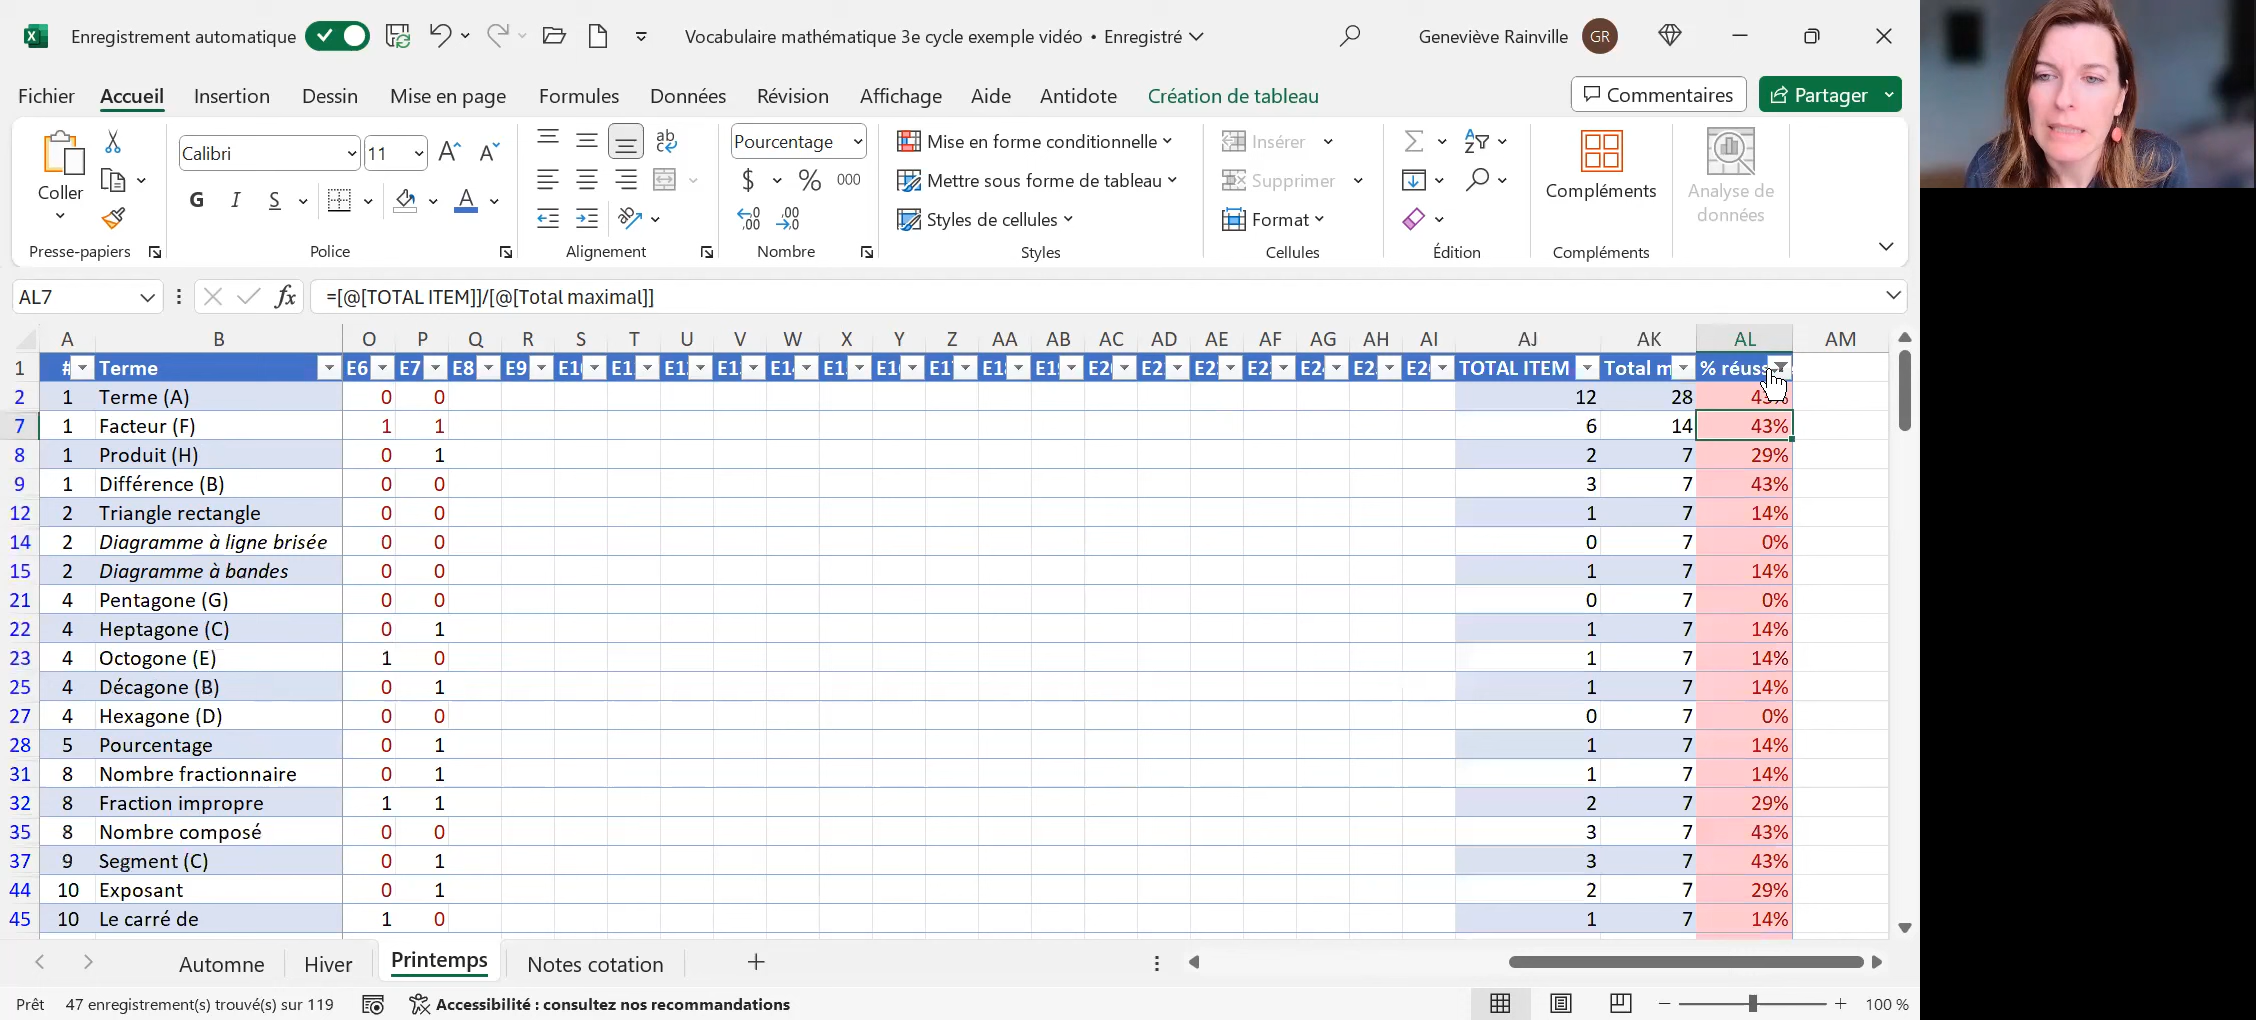 Enregistrement automatique
Vocabulaire mathématique 3e cycle exemple vidéo • Enregistré
Geneviève Rainville GR
Fichier Accueil Insertion Dessin Mise en page Formules Données Révision Affichage Aide Antidote Création de tableau
Commentaires Partager
Coller
Presse-papiers
Calibri 11
G I S A
Police
ab
Alignement
Pourcentage
$ % 000
Nombre
Mise en forme conditionnelle
Mettre sous forme de tableau
Styles de cellules
Styles
Insérer
Supprimer
Format
Cellules
Édition
Compléments
Compléments
Analyse de
données
AL7 fx =[@[TOTAL ITEM]]/[@[Total maximal]]
A B O P Q R S T U V W X Y Z AA AB AC AD AE AF AG AH AI AJ AK AL AM
1 # Terme E6 E7 E8 E9 TOTAL ITEM Total m % réuss
2 1 Terme (A) 0 0 12 28 43%
7 1 Facteur (F) 1 1 6 14 43%
8 1 Produit (H) 0 1 2 7 29%
9 1 Différence (B) 0 0 3 7 43%
12 2 Triangle rectangle 0 0 1 7 14%
14 2 Diagramme à ligne brisée 0 0 0 7 0%
15 2 Diagramme à bandes 0 0 1 7 14%
21 4 Pentagone (G) 0 0 0 7 0%
22 4 Heptagone (C) 0 1 1 7 14%
23 4 Octogone (E) 1 0 1 7 14%
25 4 Décagone (B) 0 1 1 7 14%
27 4 Hexagone (D) 0 0 0 7 0%
28 5 Pourcentage 0 1 1 7 14%
31 8 Nombre fractionnaire 0 1 1 7 14%
32 8 Fraction impropre 1 1 2 7 29%
35 8 Nombre composé 0 0 3 7 43%
37 9 Segment (C) 0 1 3 7 43%
44 10 Exposant 0 1 2 7 29%
45 10 Le carré de 1 0 1 7 14%
Automne Hiver Printemps Notes cotation
Prêt 47 enregistrement(s) trouvé(s) sur 119 Accessibilité : consultez nos recommandations 100 %